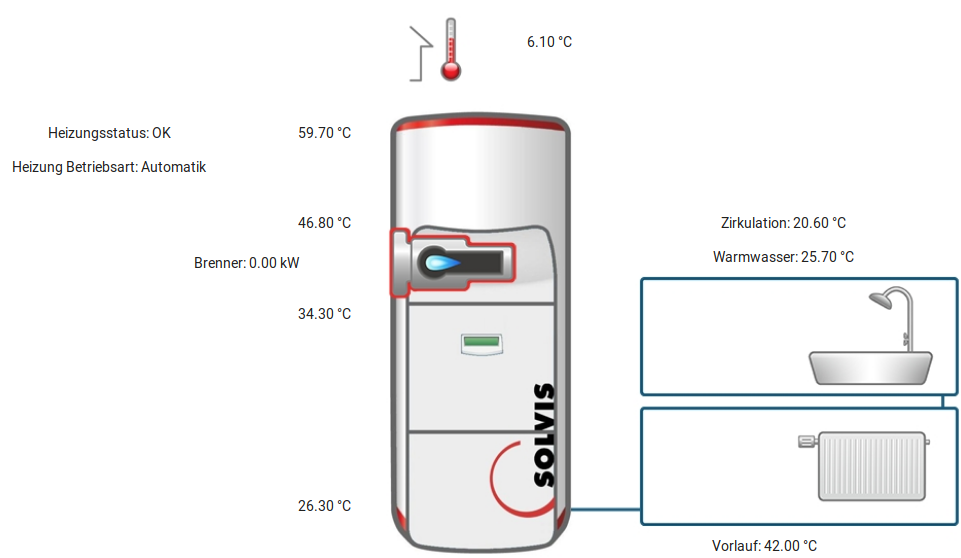 6.10 °C
Heizungsstatus: OK
59.70 °C
Heizung Betriebsart: Automatik
46.80 °C
Zirkulation: 20.60 °C
Brenner: 0.00 kW
Warmwasser: 25.70 °C
34.30 °C
SOLVIS
26.30 °C
Vorlauf: 42.00 °C